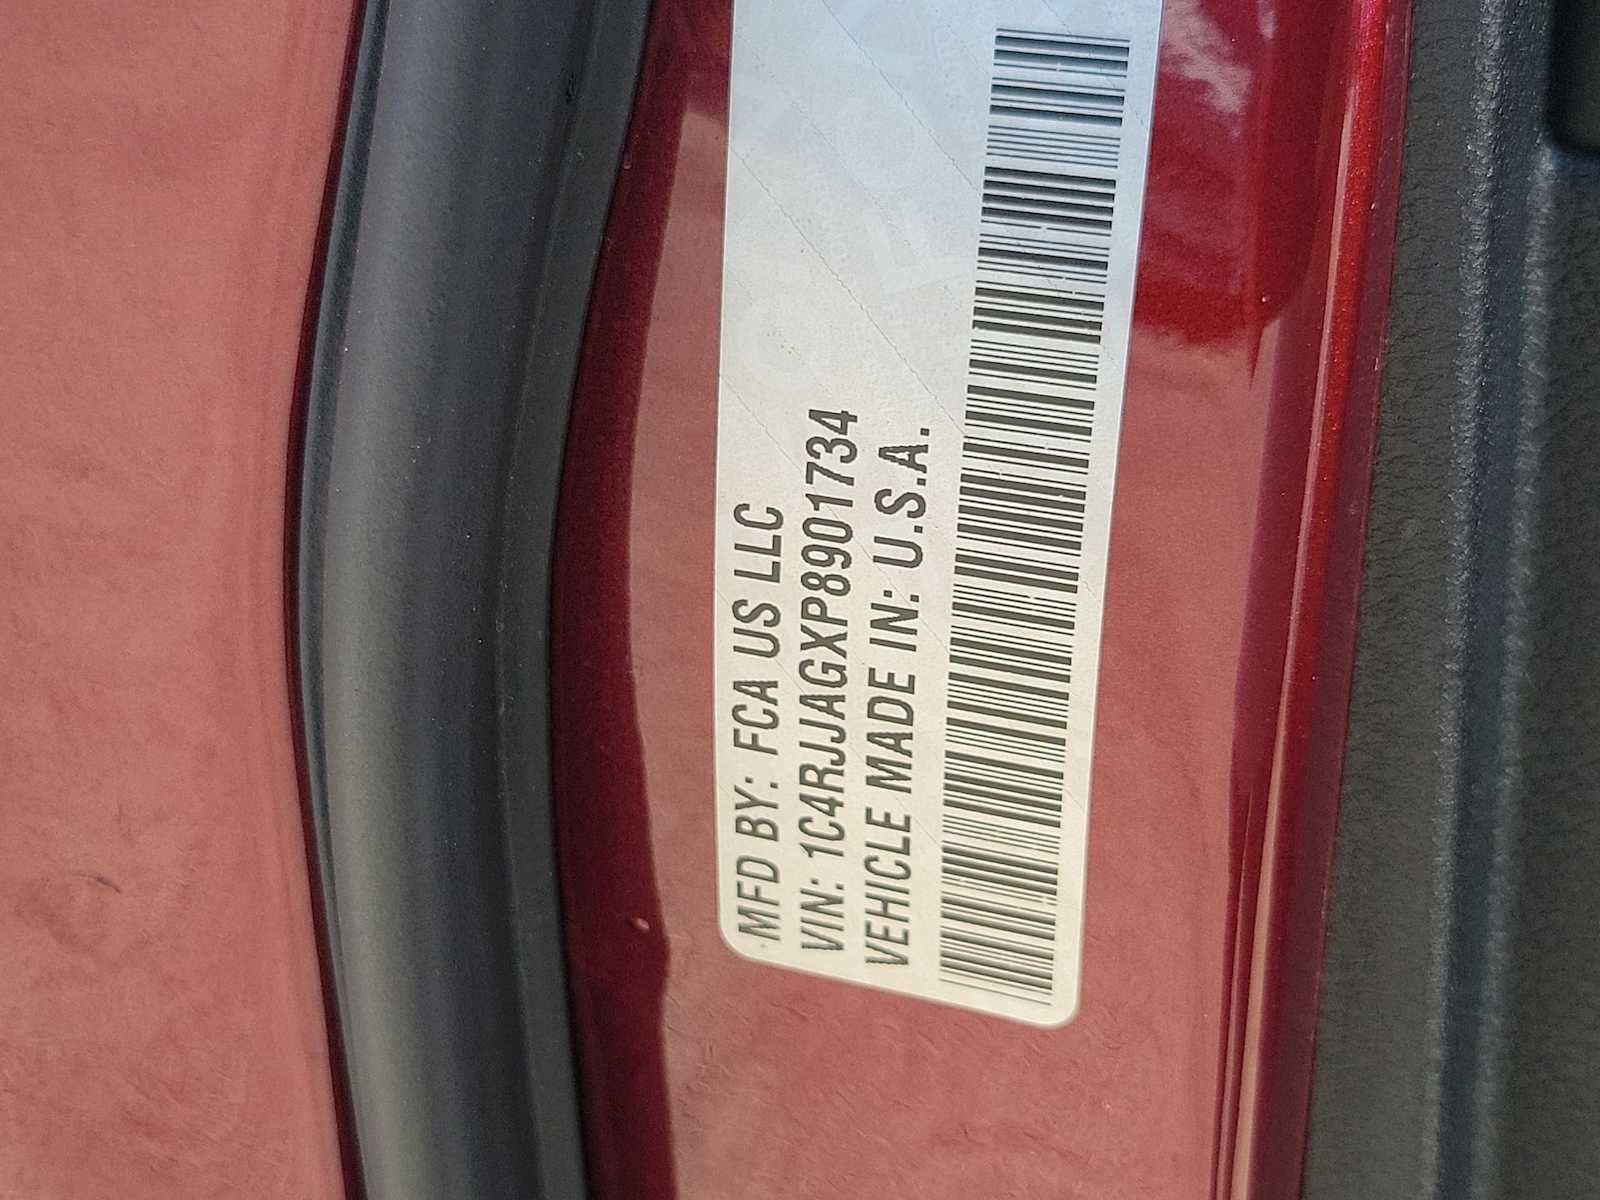 MFD BY: FCA US LLC
VIN: 1C4RJJAGXP8901734
VEHICLE MADE IN: U.S.A.